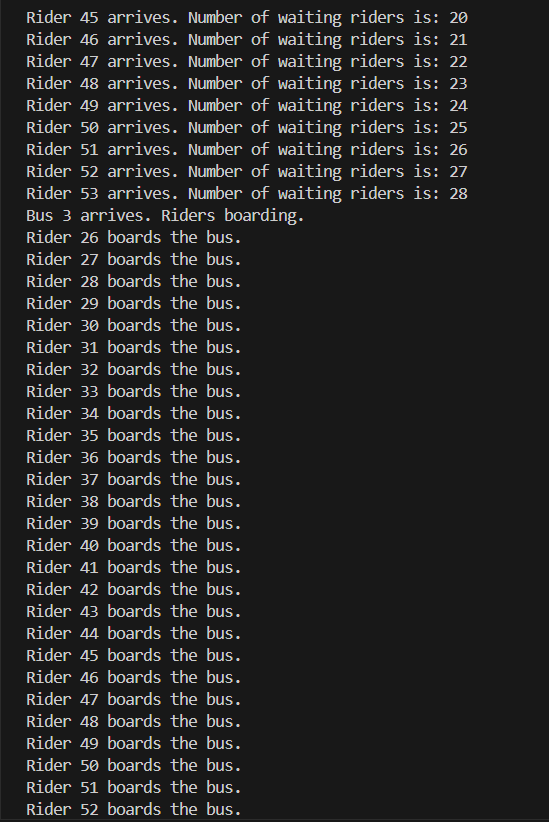 Rider 45 arrives. Number of waiting riders is: 20
Rider 46 arrives. Number of waiting riders is: 21
Rider 47 arrives. Number of waiting riders is: 22
Rider 48 arrives. Number of waiting riders is: 23
Rider 49 arrives. Number of waiting riders is: 24
Rider 50 arrives. Number of waiting riders is: 25
Rider 51 arrives. Number of waiting riders is: 26
Rider 52 arrives. Number of waiting riders is: 27
Rider 53 arrives. Number of waiting riders is: 28
Bus 3 arrives. Riders boarding.
Rider 26 boards the bus.
Rider 27 boards the bus.
Rider 28 boards the bus.
Rider 29 boards the bus.
Rider 30 boards the bus.
Rider 31 boards the bus.
Rider 32 boards the bus.
Rider 33 boards the bus.
Rider 34 boards the bus.
Rider 35 boards the bus.
Rider 36 boards the bus.
Rider 37 boards the bus.
Rider 38 boards the bus.
Rider 39 boards the bus.
Rider 40 boards the bus.
Rider 41 boards the bus.
Rider 42 boards the bus.
Rider 43 boards the bus.
Rider 44 boards the bus.
Rider 45 boards the bus.
Rider 46 boards the bus.
Rider 47 boards the bus.
Rider 48 boards the bus.
Rider 49 boards the bus.
Rider 50 boards the bus.
Rider 51 boards the bus.
Rider 52 boards the bus.